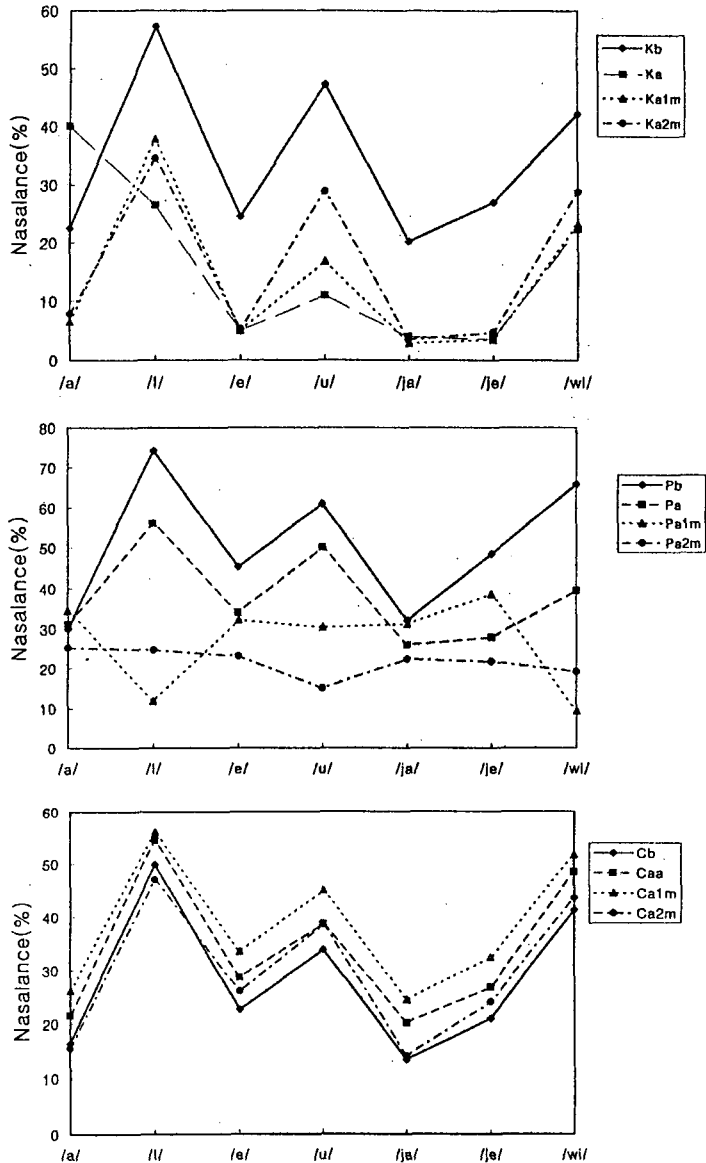 60
50
40
30
20
10
0
Nasalance(%)
/a/ /i/ /e/ /u/ /ja/ /je/ /wi/
Kb
Ka
Ka1m
Ka2m
80
70
60
50
40
30
20
10
0
Nasalance(%)
/a/ /i/ /e/ /u/ /ja/ /je/ /wi/
Pb
Pa
Pa1m
Pa2m
60
50
40
30
20
10
0
Nasalance(%)
/a/ /i/ /e/ /u/ /ja/ /je/ /wi/
Cb
Caa
Ca1m
Ca2m